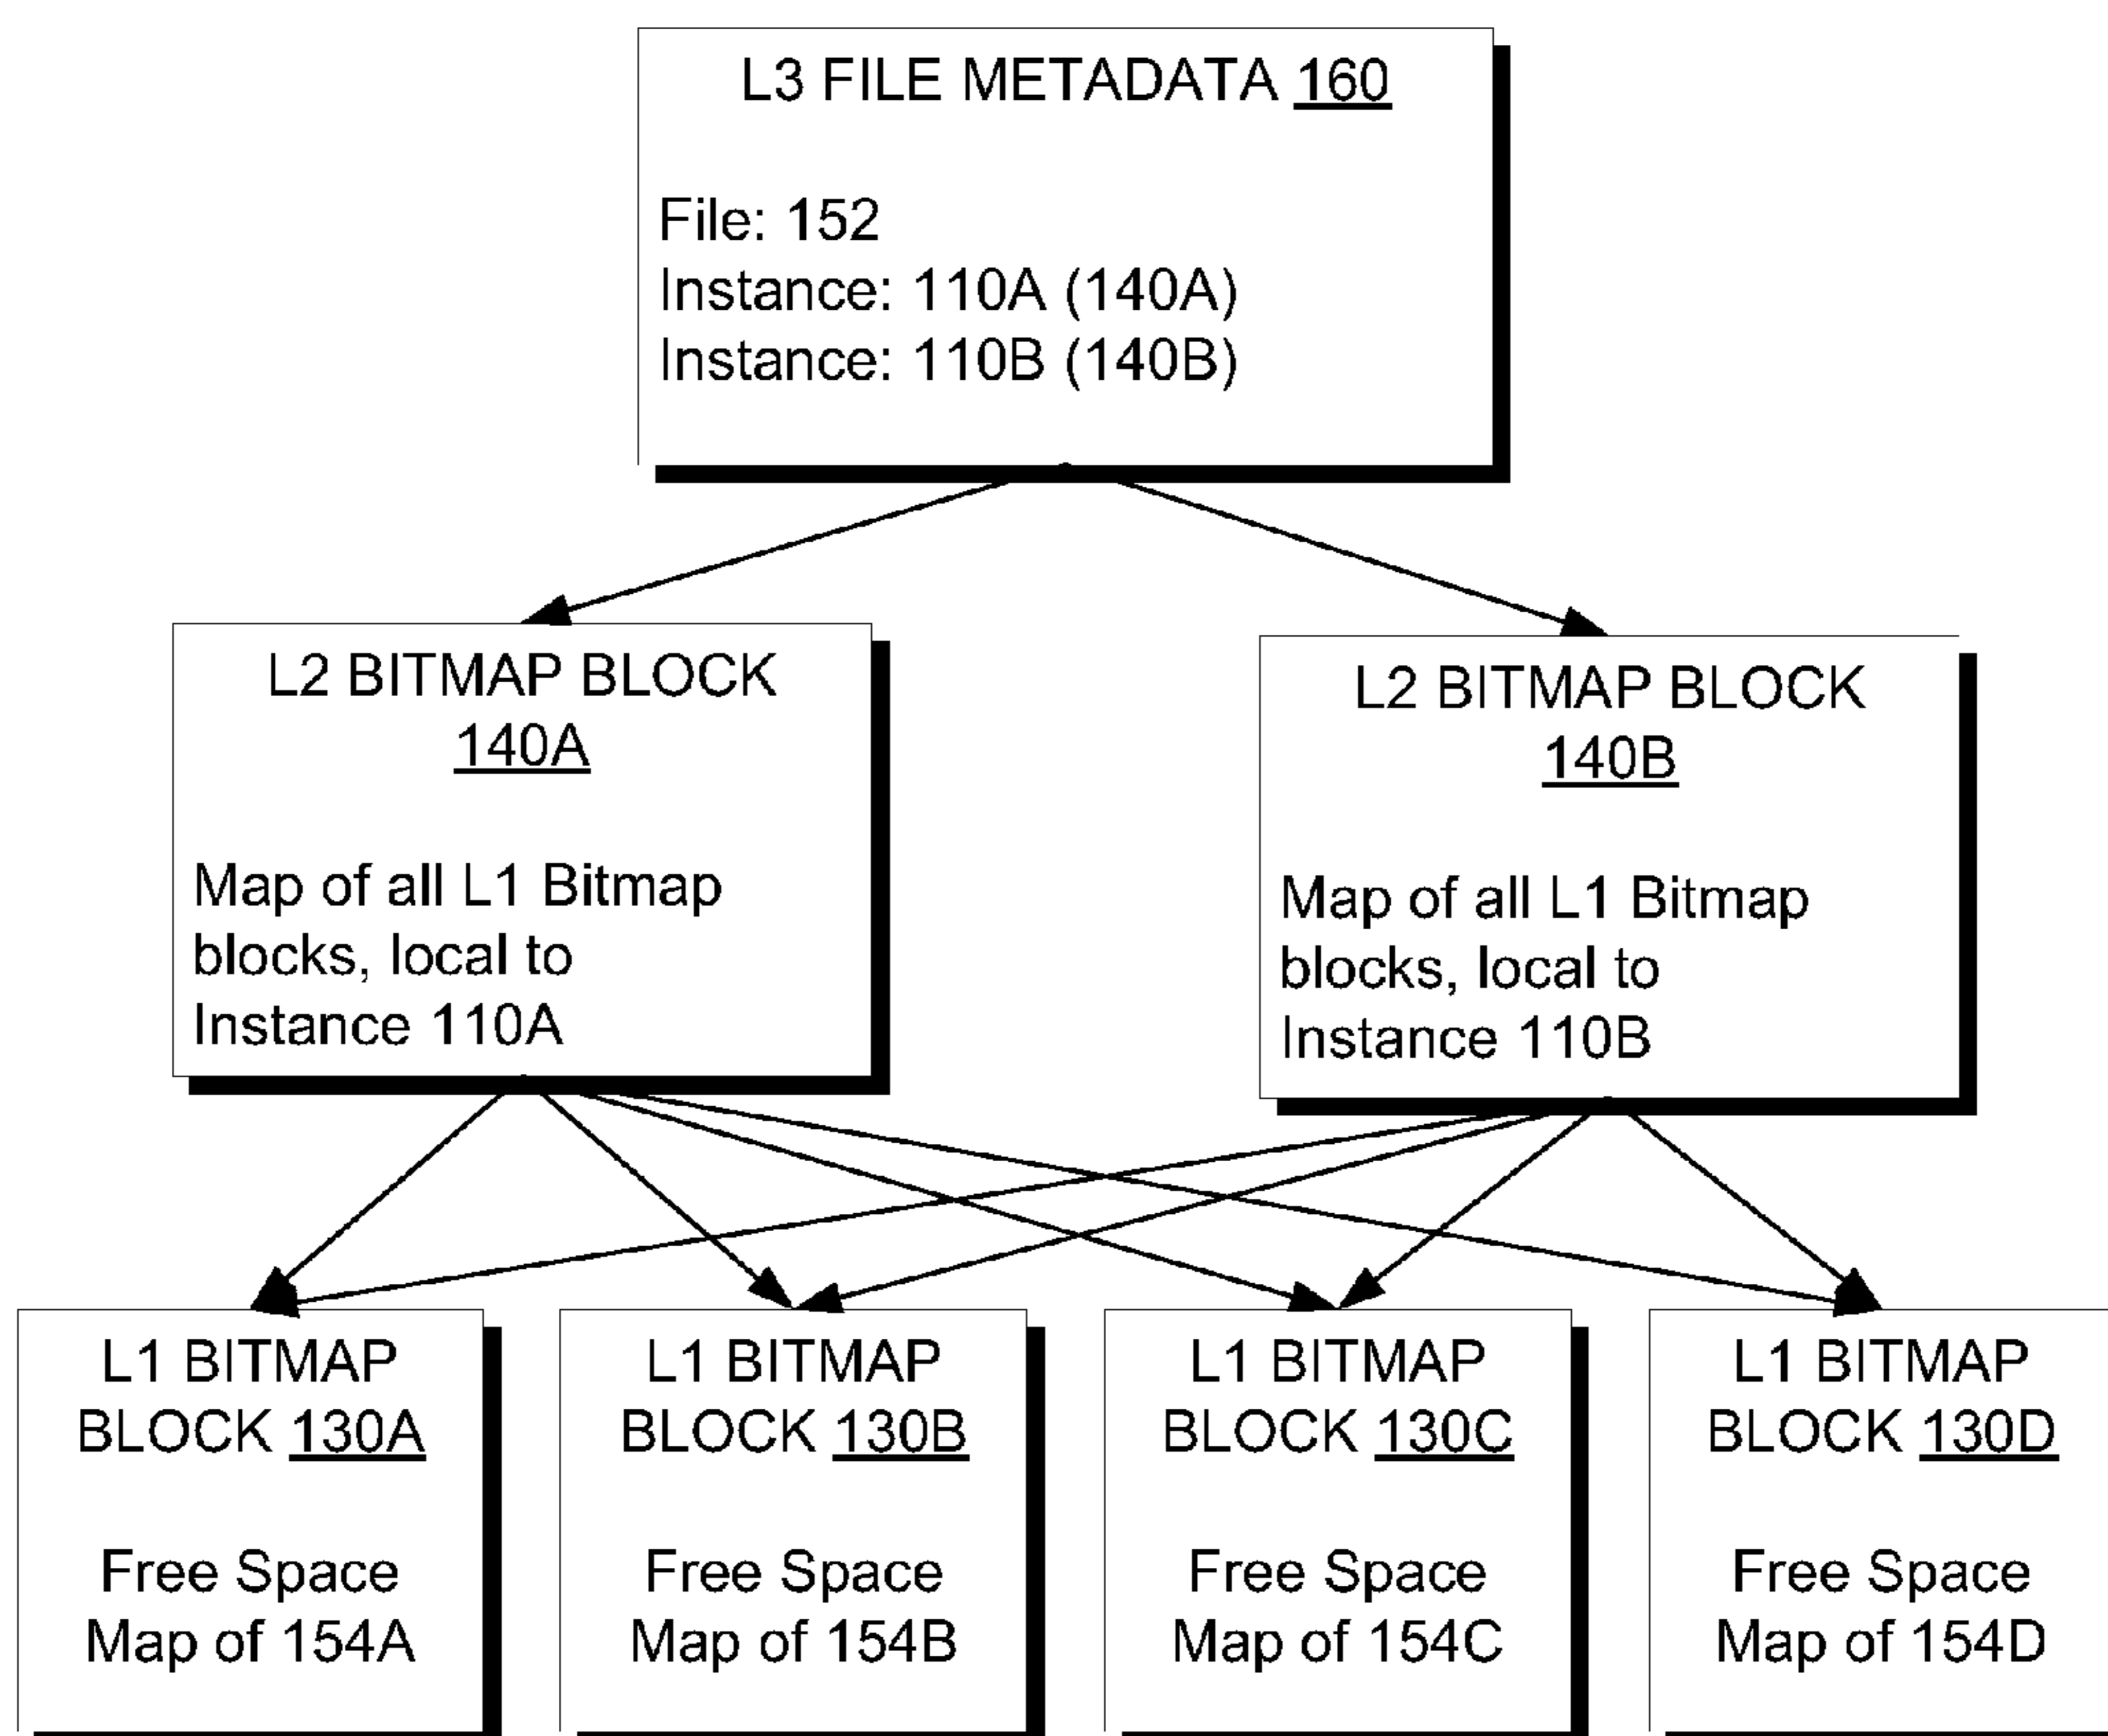 L3 FILE METADATA 160
File: 152
Instance: 110A (140A)
Instance: 110B (140B)
L2 BITMAP BLOCK
140A
Map of all L1 Bitmap
blocks, local to
Instance 110A
L2 BITMAP BLOCK
140B
Map of all L1 Bitmap
blocks, local to
Instance 110B
L1 BITMAP
BLOCK 130A
Free Space
Map of 154A
L1 BITMAP
BLOCK 130B
Free Space
Map of 154B
L1 BITMAP
BLOCK 130C
Free Space
Map of 154C
L1 BITMAP
BLOCK 130D
Free Space
Map of 154D